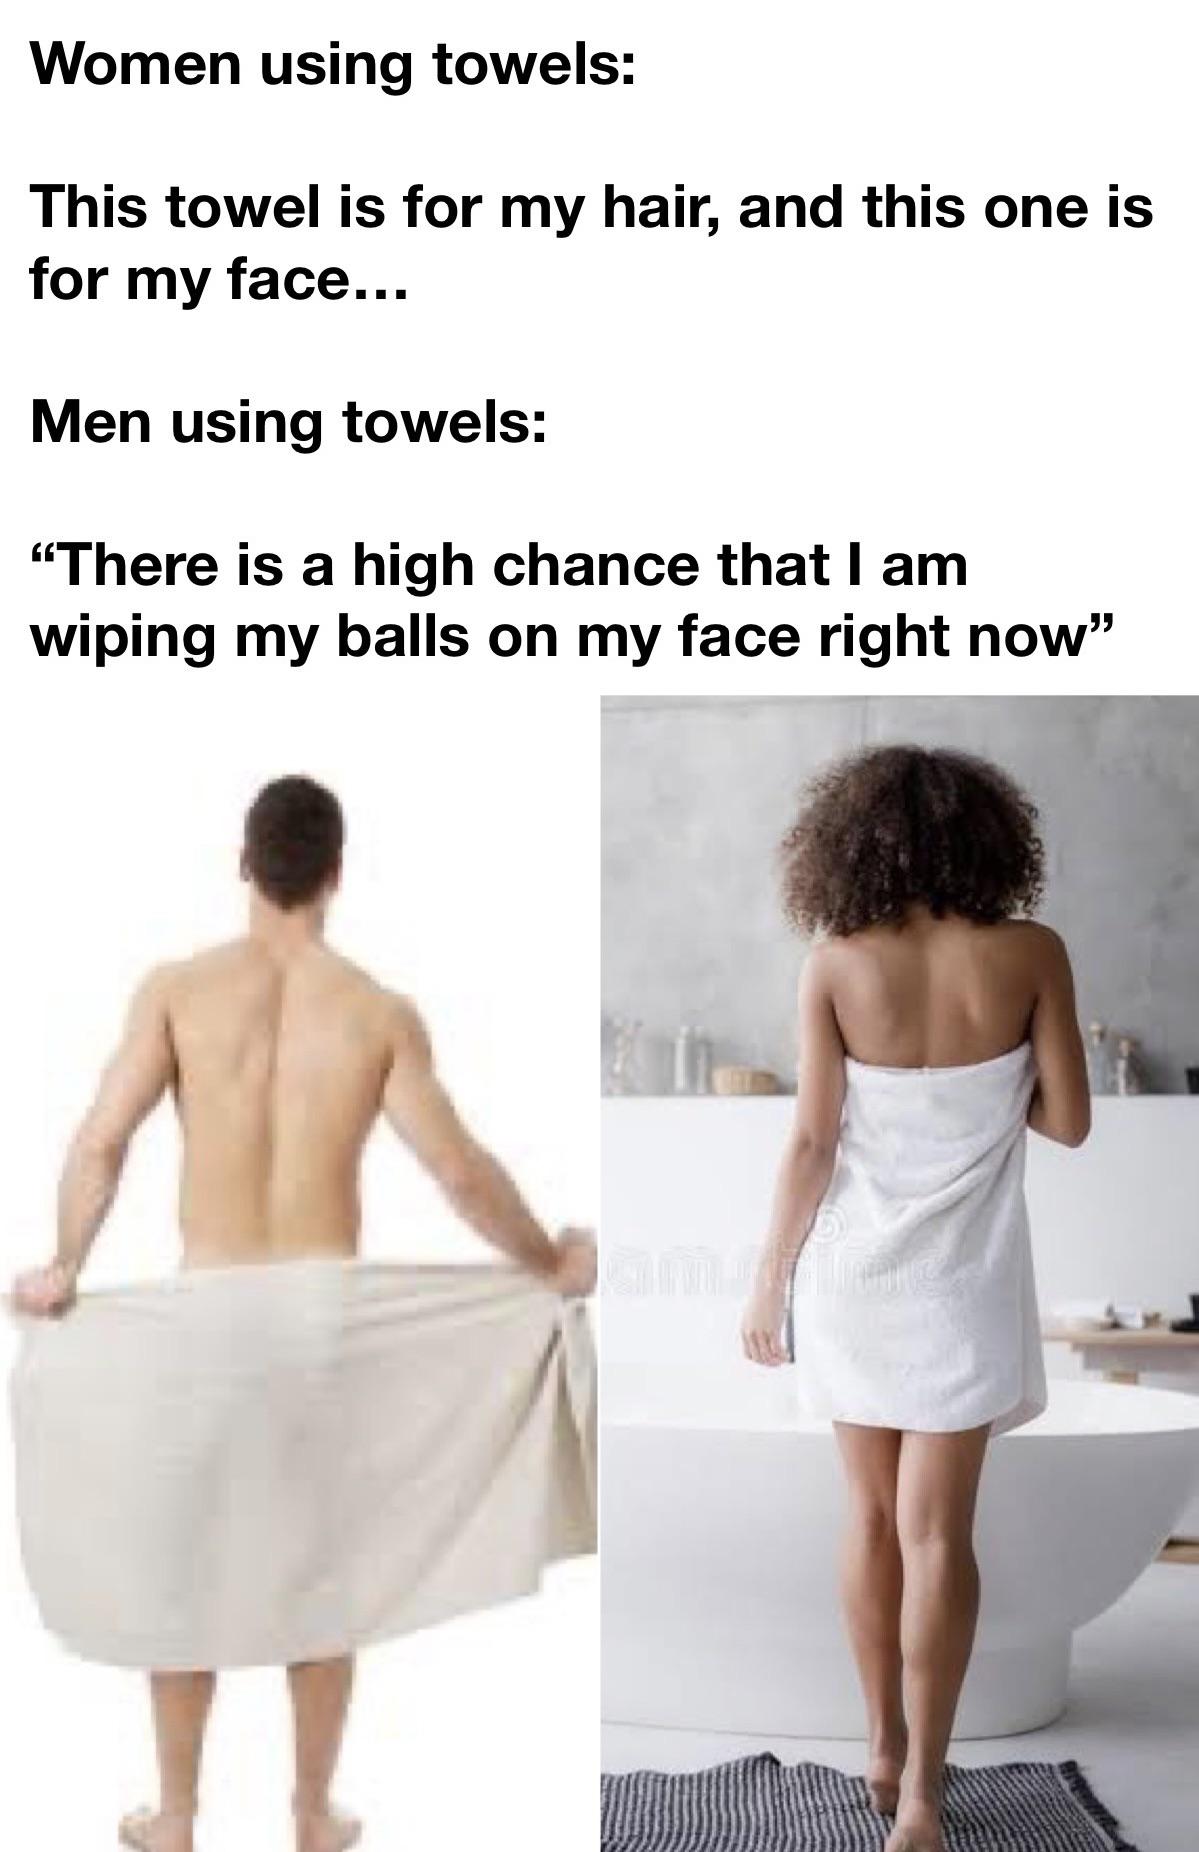 Women using towels:
This towel is for my hair, and this one is
for my face…
Men using towels:
“There is a high chance that I am
wiping my balls on my face right now”